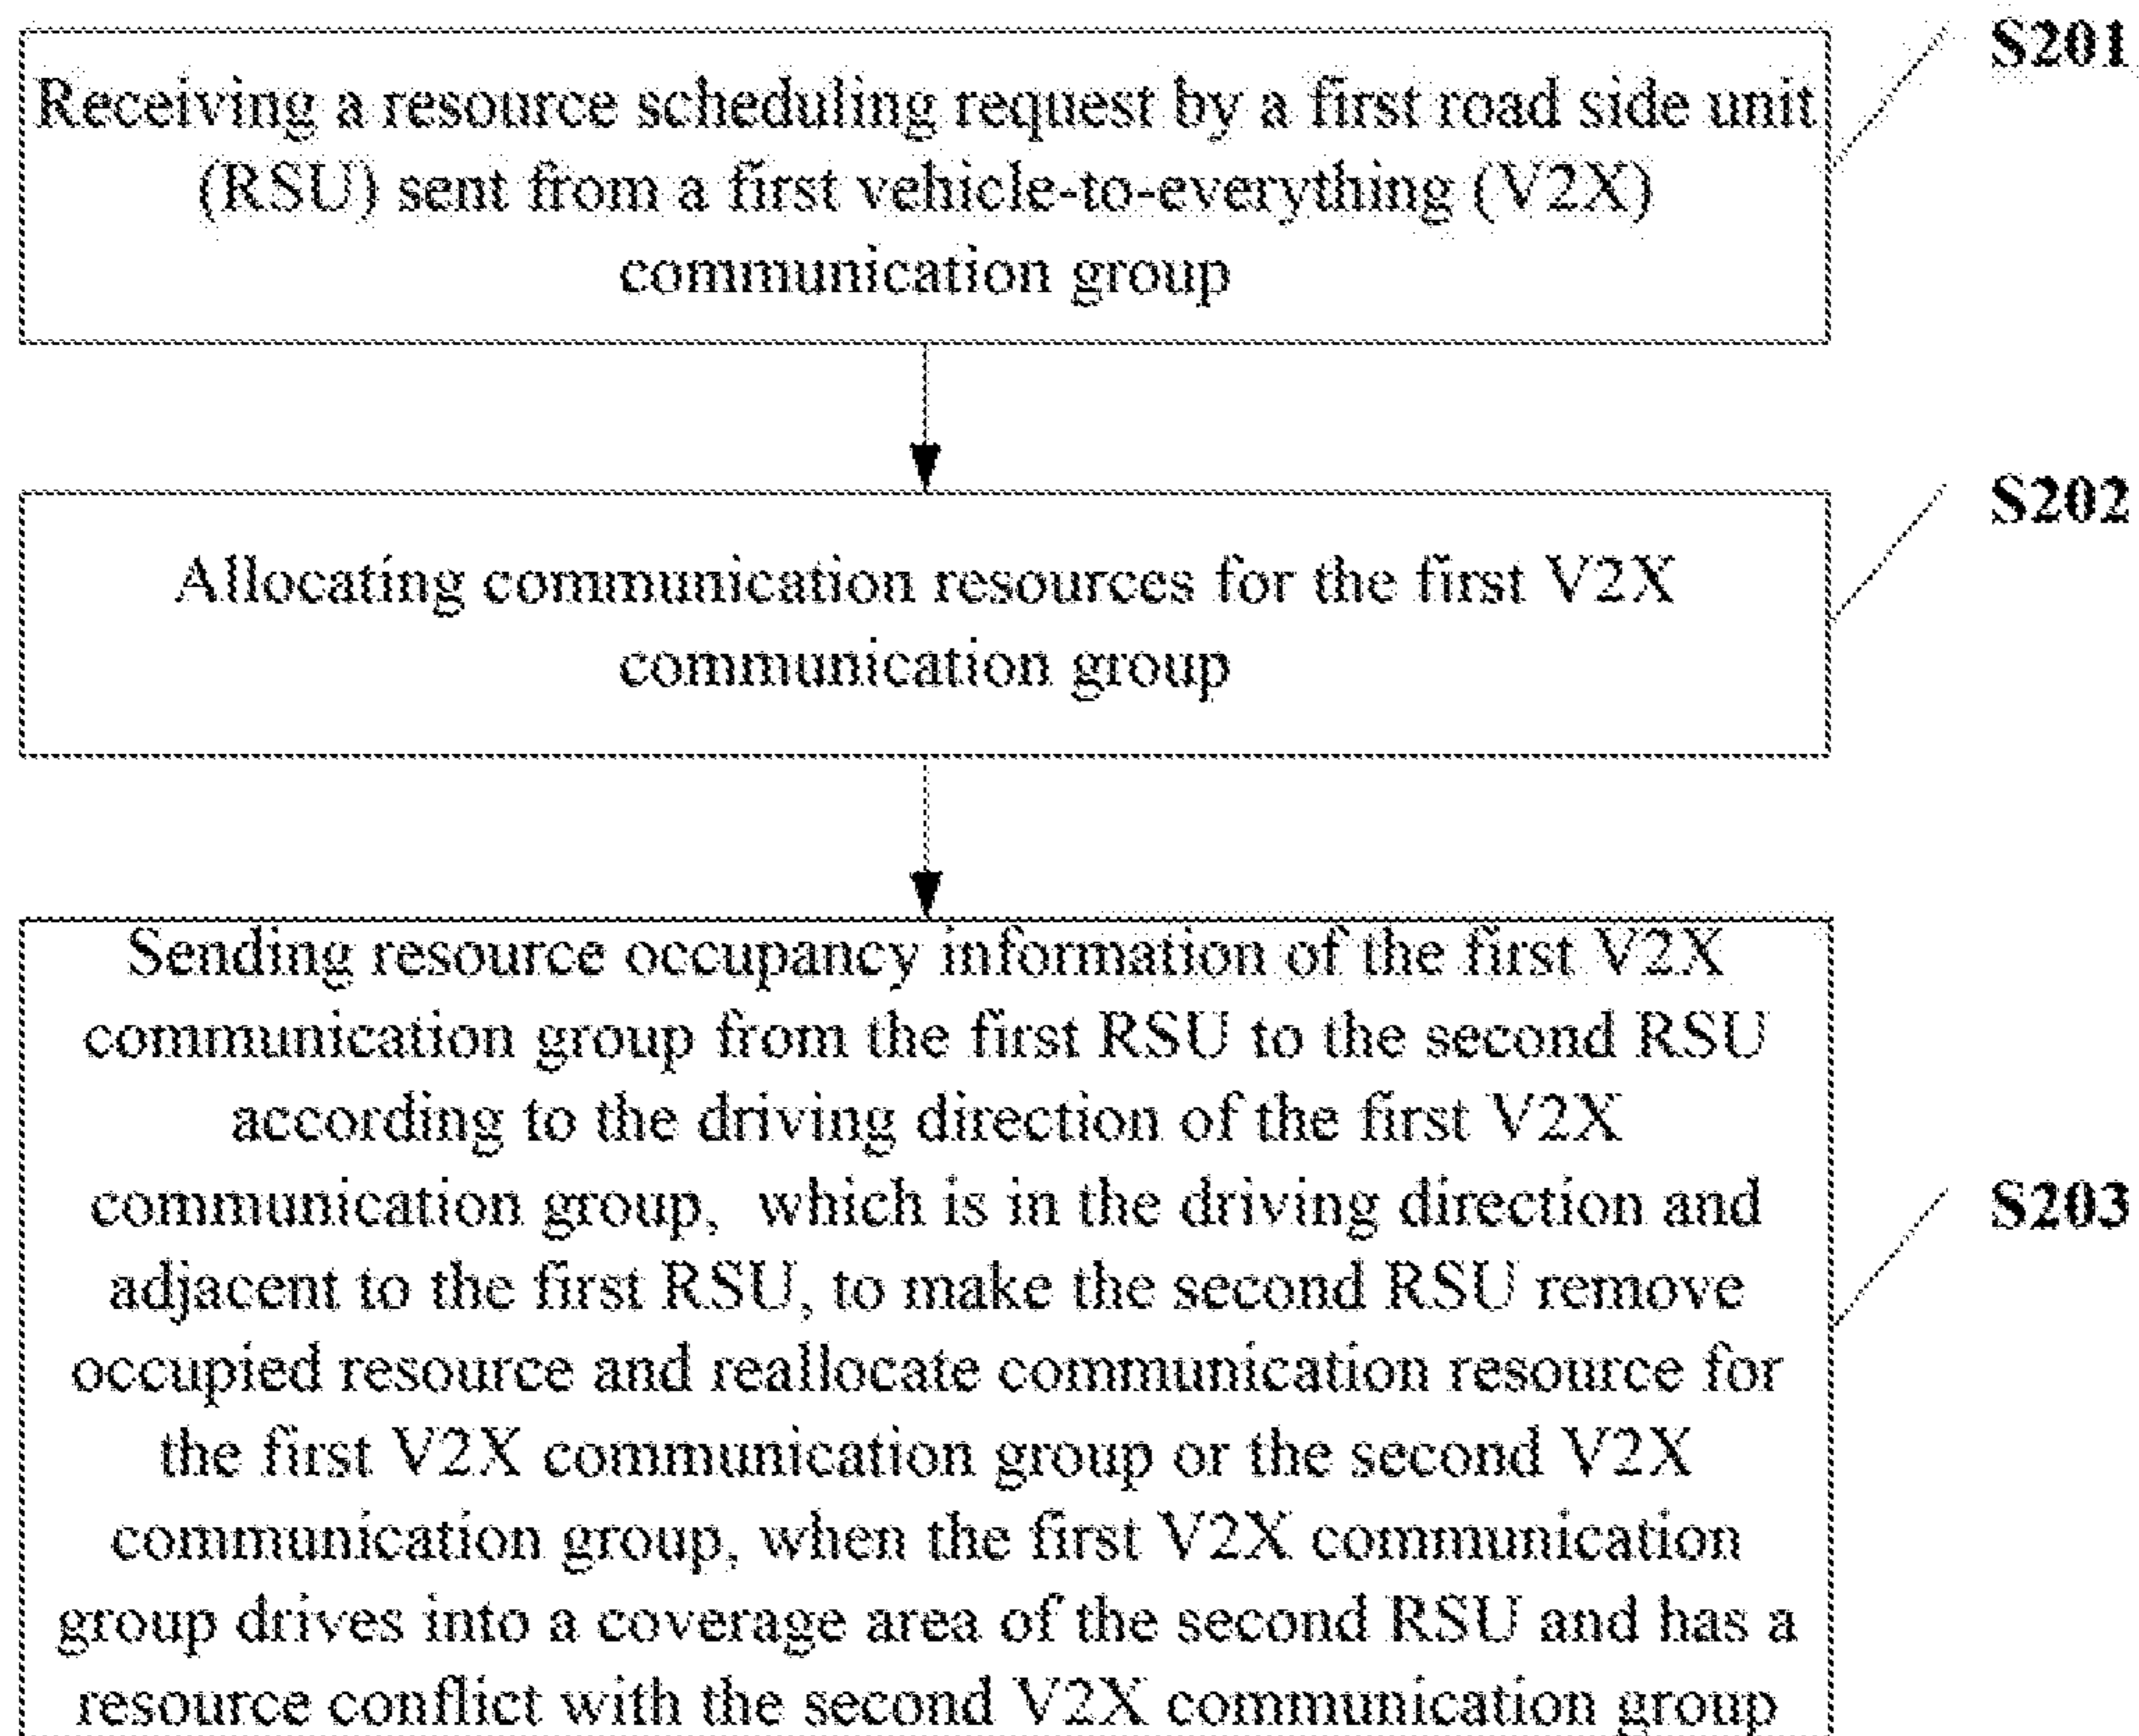 S201
Receiving a resource scheduling request by a first road side unit
(RSU) sent from a first vehicle-to-everything (V2X)
communication group
S202
Allocating communication resources for the first V2X
communication group
Sending resource occupancy information of the first V2X
communication group from the first RSU to the second RSU
according to the driving direction of the first V2X
communication group, which is in the driving direction and
S203
adjacent to the first RSU, to make the second RSU remove
occupied resource and reallocate communication resource for
the first V2X communication group or the second V2X
communication group, when the first V2X communication
group drives into a coverage area of the second RSU and has a
resource conflict with the second V2X communication group